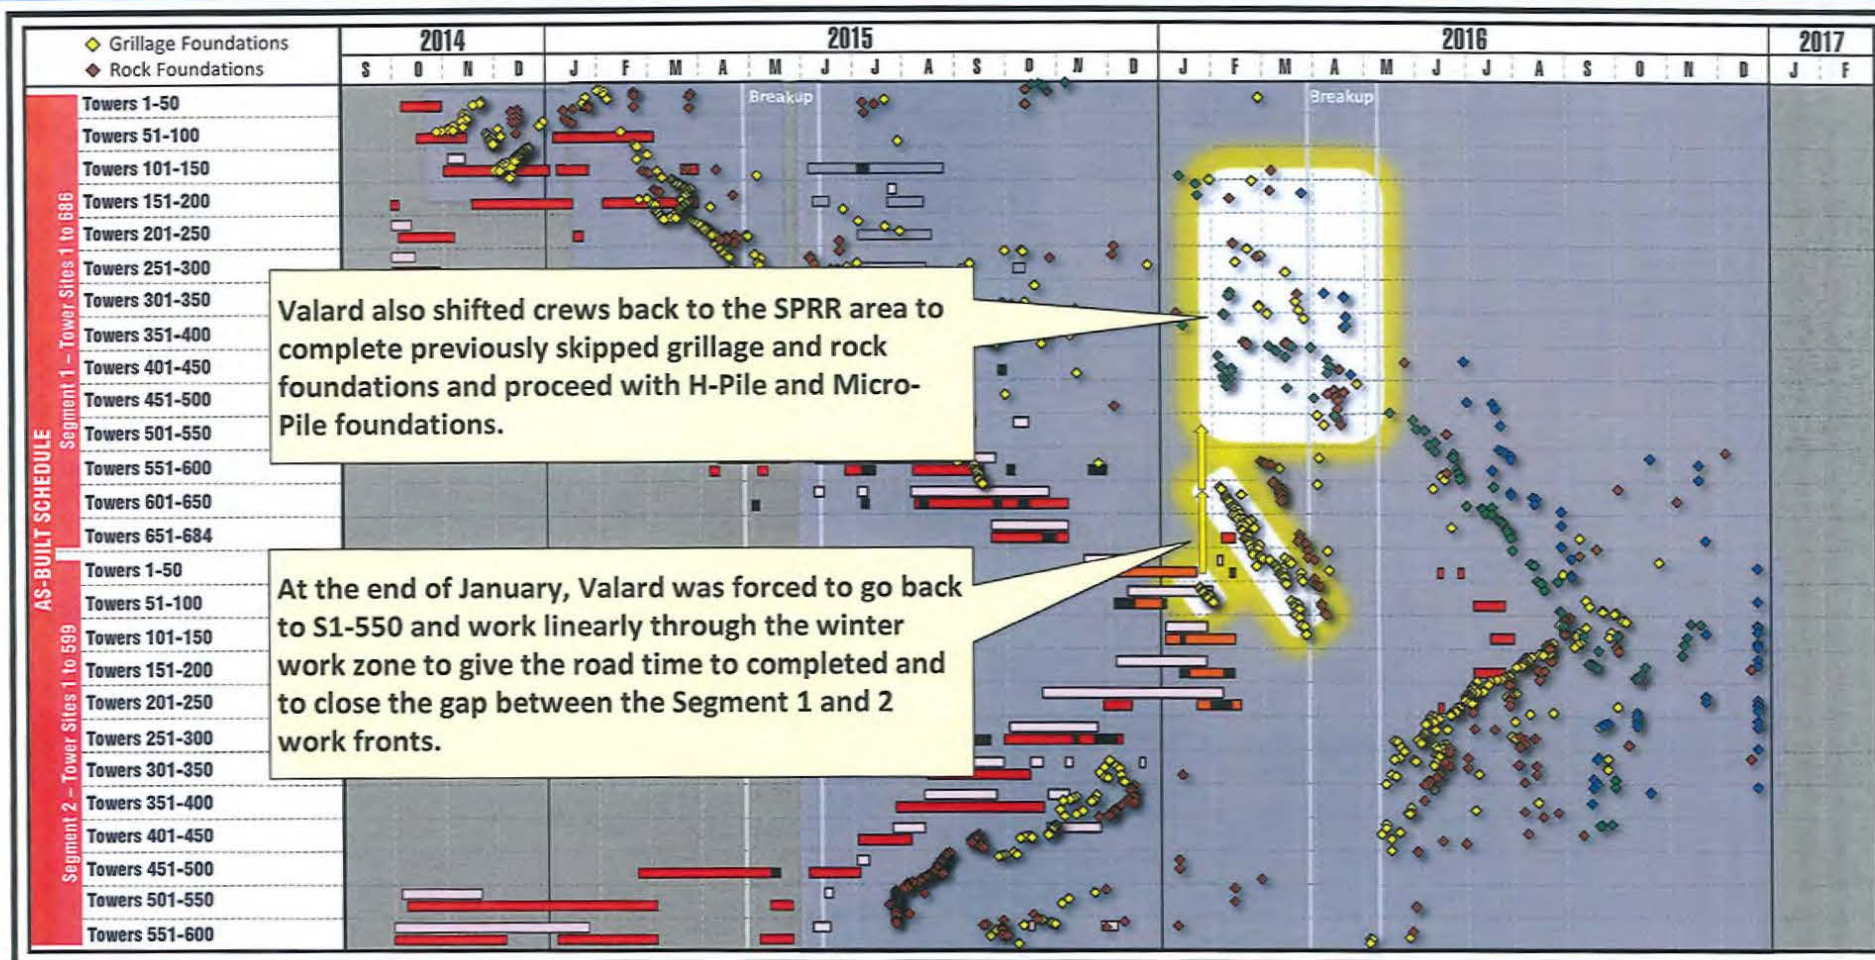 Grillage Foundations
Rock Foundations
2014
2015
2016
2017
S O N D J F M A M J J A S O N D J F M A M J J A S O N D J F
Breakup
Breakup
AS-BUILT SCHEDULE
Segment 1 – Tower Sites 1 to 686
Towers 1-50
Towers 51-100
Towers 101-150
Towers 151-200
Towers 201-250
Towers 251-300
Towers 301-350
Towers 351-400
Towers 401-450
Towers 451-500
Towers 501-550
Towers 551-600
Towers 601-650
Towers 651-684
Segment 2 – Tower Sites 1 to 599
Towers 1-50
Towers 51-100
Towers 101-150
Towers 151-200
Towers 201-250
Towers 251-300
Towers 301-350
Towers 351-400
Towers 401-450
Towers 451-500
Towers 501-550
Towers 551-600
Valard also shifted crews back to the SPRR area to
complete previously skipped grillage and rock
foundations and proceed with H-Pile and Micro-
Pile foundations.
At the end of January, Valard was forced to go back
to S1-550 and work linearly through the winter
work zone to give the road time to completed and
to close the gap between the Segment 1 and 2
work fronts.